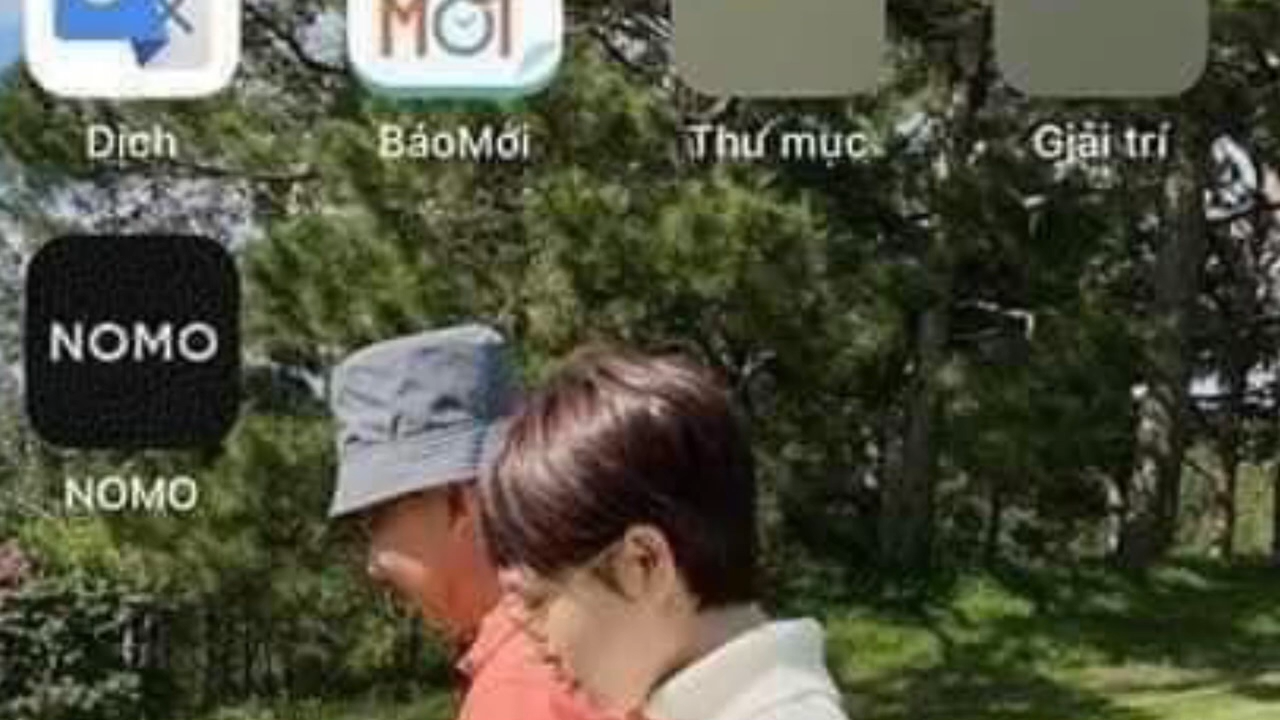 MỚI
Dịch
BáoMới
Thư mục
Giải trí
NOMO
NOMO